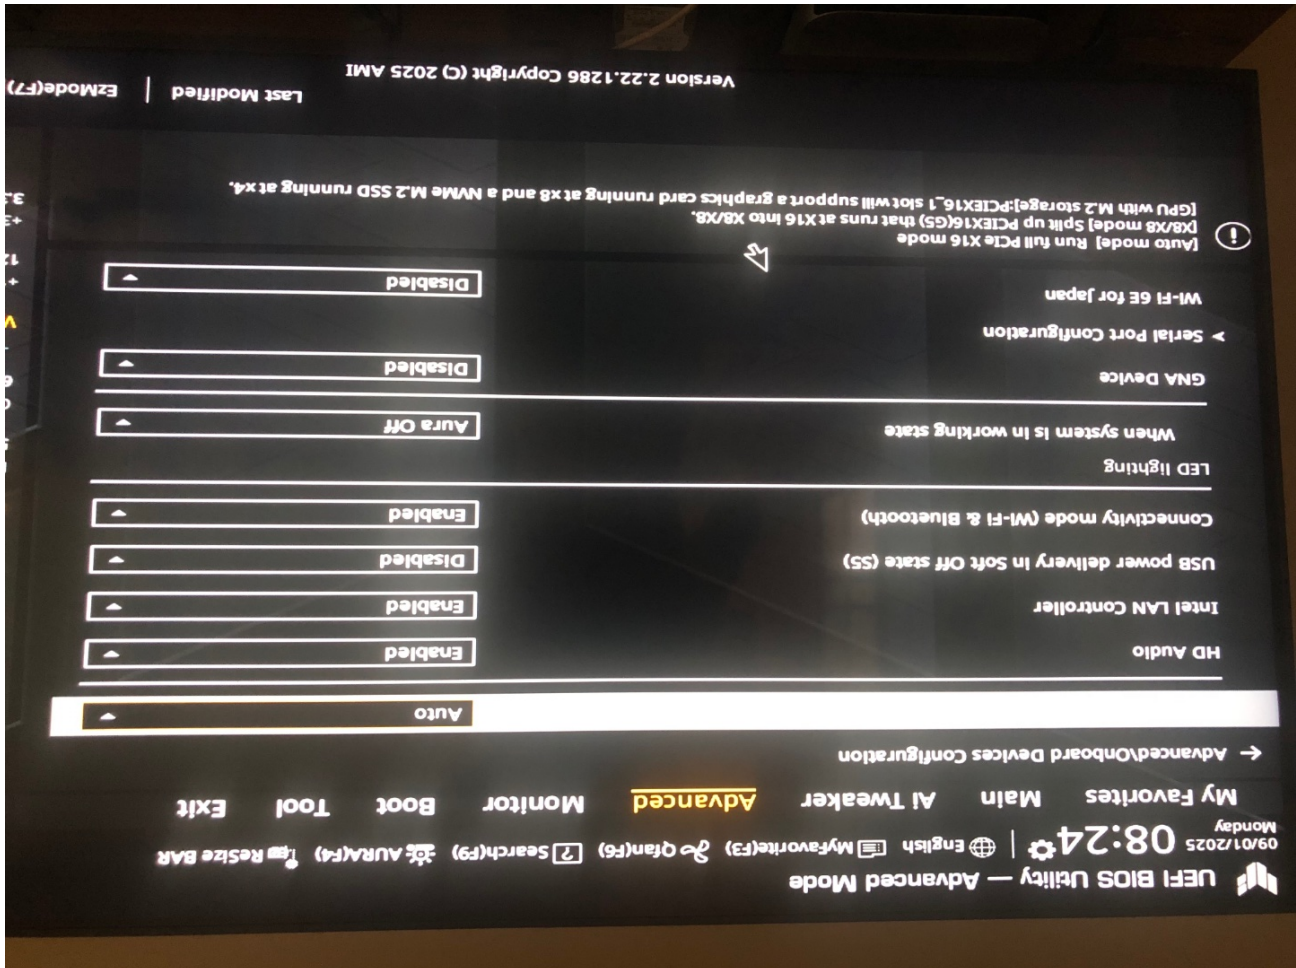 UEFI BIOS Utility — Advanced Mode
09/01/2025
Monday
08:24
English
MyFavorite(F3)
Qfan(F6)
Search(F9)
AURA(F4)
ReSize BAR
My Favorites
Main
Ai Tweaker
Advanced
Monitor
Boot
Tool
Exit
Advanced\Onboard Devices Configuration
Auto
HD Audio Enabled
Intel LAN Controller Enabled
USB power delivery in Soft Off state (S5) Disabled
Connectivity mode (Wi-Fi & Bluetooth) Enabled
LED lighting
When system is in working state Aura Off
GNA Device Disabled
Serial Port Configuration
Wi-Fi 6E for Japan Disabled
[Auto mode] Run full PCIe X16 mode
[X8/X8 mode] Split up PCIEX16(G5) that runs at X16 into X8/X8.
[GPU with M.2 storage]:PCIEX16_1 slot will support a graphics card running at x8 and a NVMe M.2 SSD running at x4.
Last Modified
EzMode(F7)
Version 2.22.1286 Copyright (C) 2025 AMI